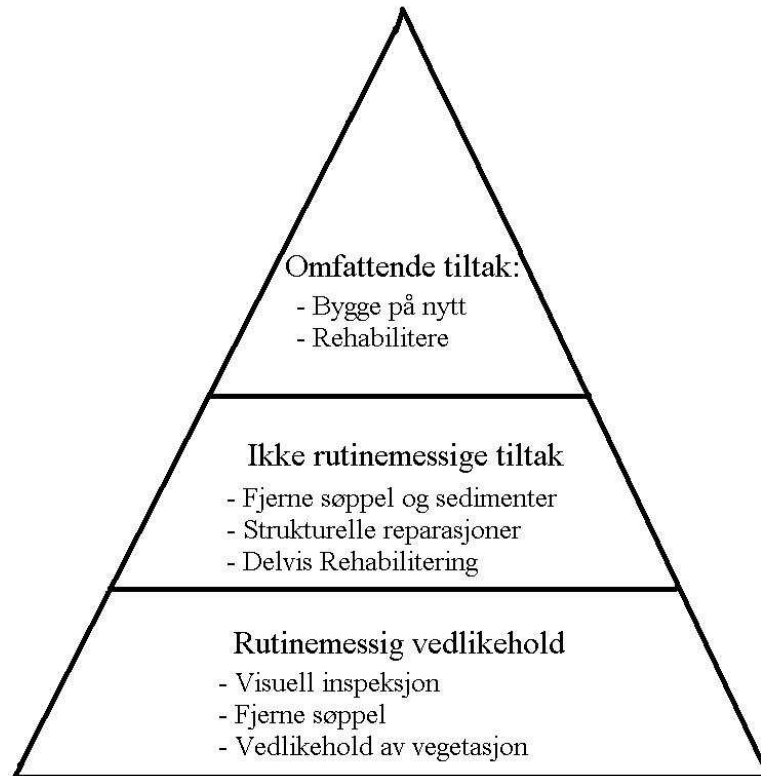 Omfattende tiltak:
- Bygge på nytt
- Rehabilitere
Ikke rutinemessige tiltak
- Fjerne søppel og sedimenter
- Strukturelle reparasjoner
- Delvis Rehabilitering
Rutinemessig vedlikehold
- Visuell inspeksjon
- Fjerne søppel
- Vedlikehold av vegetasjon